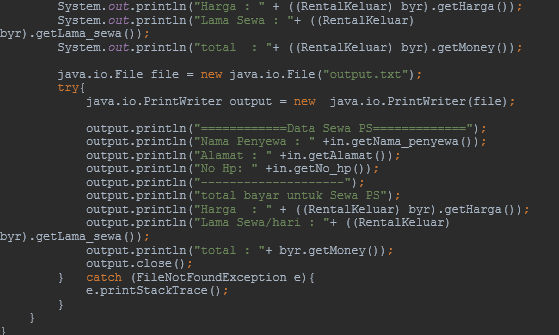 System.out.println("Harga : " + ((RentalKeluar) byr).getHarga());
System.out.println("Lama Sewa : "+ ((RentalKeluar)
byr).getLama_sewa());
System.out.println("total  : "+ byr.getMoney());
java.io.File file = new java.io.File("output.txt");
try{
java.io.PrintWriter output = new  java.io.PrintWriter(file);
output.println("============Data Sewa PS=============");
output.println("Nama Penyewa : " +in.getNama_penyewa());
output.println("Alamat : " +in.getAlamat());
output.println("No Hp: " +in.getNo_hp());
output.println("--------------------");
output.println("total bayar untuk Sewa PS");
output.println("Harga  : " + ((RentalKeluar) byr).getHarga());
output.println("Lama Sewa/hari : "+ ((RentalKeluar)
byr).getLama_sewa());
output.println("total : "+ byr.getMoney());
output.close();
}   catch (FileNotFoundException e){
e.printStackTrace();
}
}
}